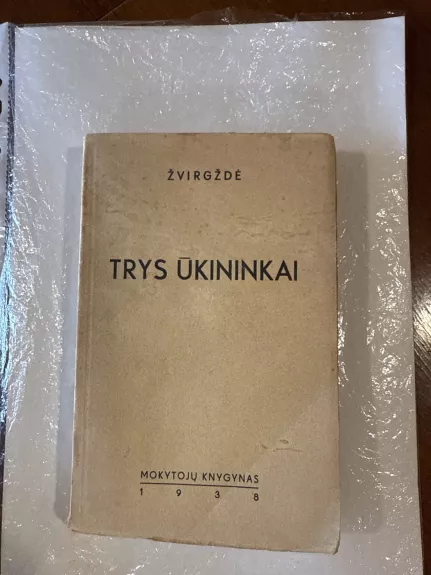 ŽVIRGŽDĖ
TRYS ŪKININKAI
MOKYTOJŲ KNYGYNAS
1 9 3 8